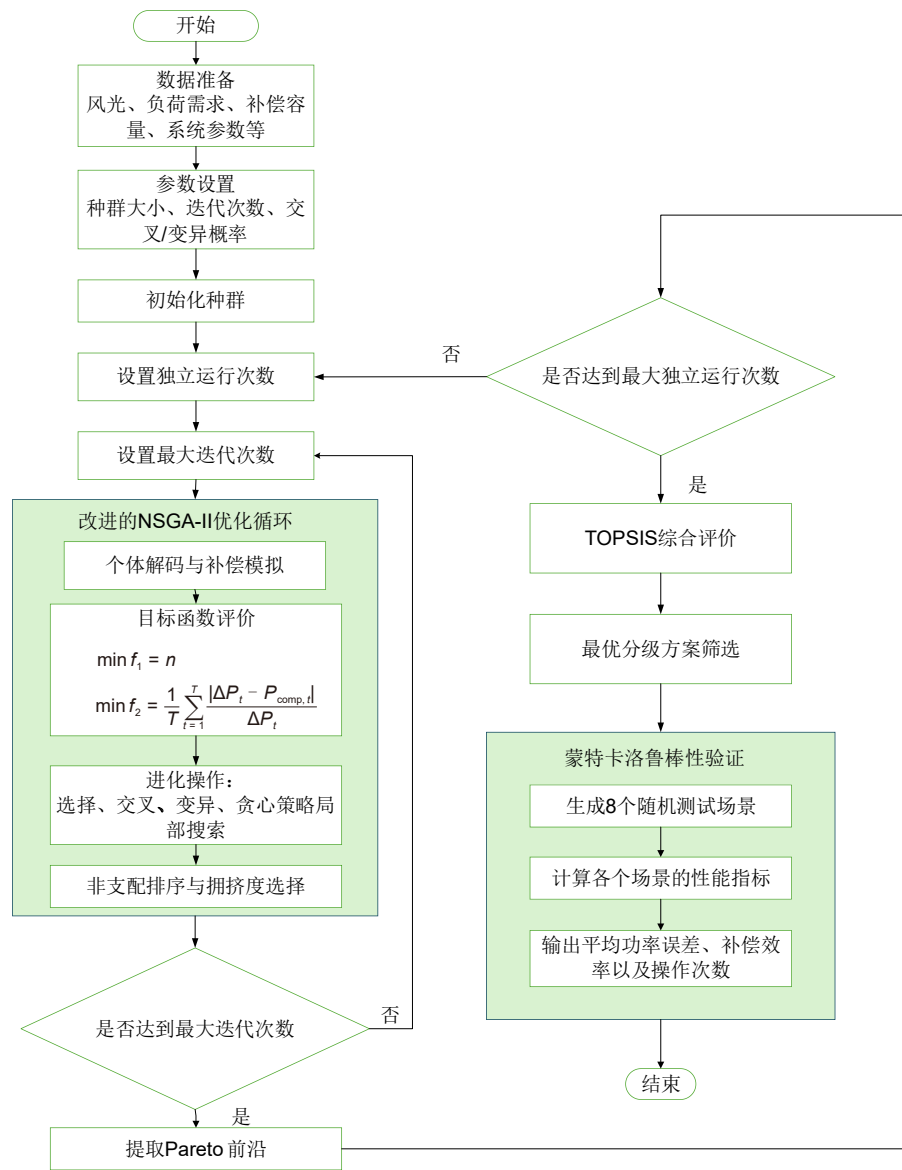 开始
数据准备
风光、负荷需求、补偿容
量、系统参数等
参数设置
种群大小、迭代次数、交
叉/变异概率
初始化种群
设置独立运行次数
设置最大迭代次数
改进的NSGA-II优化循环
个体解码与补偿模拟
目标函数评价
min f₁ = n
min f₂ = \frac{1}{T} \sum_{t=1}^{T} \frac{|ΔP_t − P_{comp,t}|}{ΔP_t}
进化操作：
选择、交叉、变异、贪心策略局
部搜索
非支配排序与拥挤度选择
是否达到最大迭代次数
否
是
提取Pareto 前沿
是否达到最大独立运行次数
否
是
TOPSIS综合评价
最优分级方案筛选
蒙特卡洛鲁棒性验证
生成8个随机测试场景
计算各个场景的性能指标
输出平均功率误差、补偿效
率以及操作次数
结束